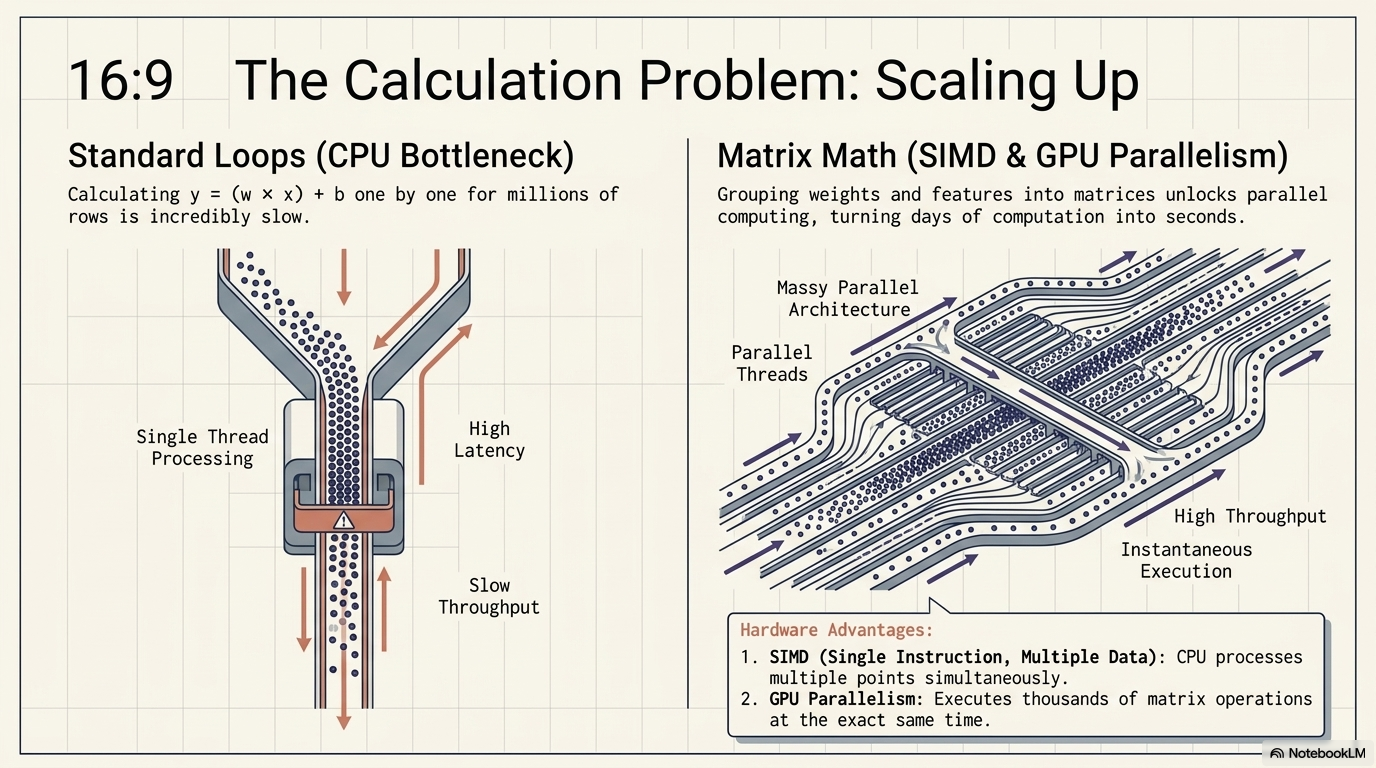 16:9 The Calculation Problem: Scaling Up
Standard Loops (CPU Bottleneck)
Calculating y = (w × x) + b one by one for millions of
rows is incredibly slow.
Single Thread
Processing
High
Latency
Slow
Throughput
Matrix Math (SIMD & GPU Parallelism)
Grouping weights and features into matrices unlocks parallel
computing, turning days of computation into seconds.
Massy Parallel
Architecture
Parallel
Threads
High Throughput
Instantaneous
Execution
Hardware Advantages:
1. SIMD (Single Instruction, Multiple Data): CPU processes
multiple points simultaneously.
2. GPU Parallelism: Executes thousands of matrix operations
at the exact same time.
NotebookLM